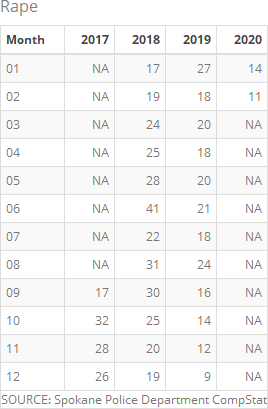 Rape
Month 2017 2018 2019 2020
01 NA 17 27 14
02 NA 19 18 11
03 NA 24 20 NA
04 NA 25 18 NA
05 NA 28 20 NA
06 NA 41 21 NA
07 NA 22 18 NA
08 NA 31 24 NA
09 17 30 16 NA
10 32 25 14 NA
11 28 20 12 NA
12 26 19 9 NA
SOURCE: Spokane Police Department CompStat